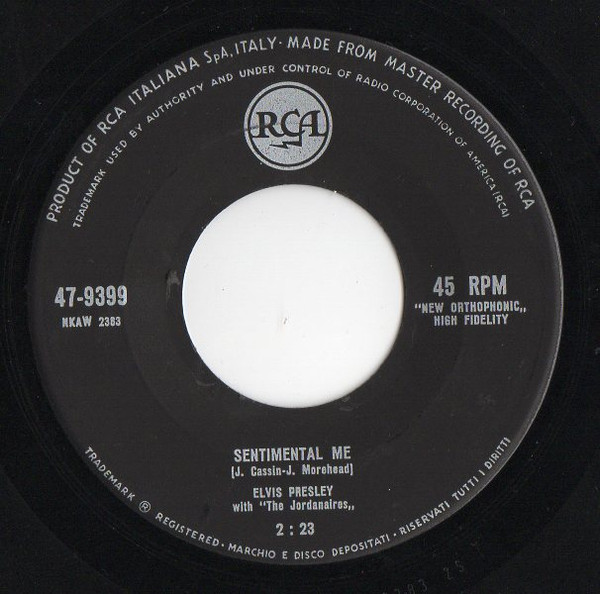 PRODUCT OF RCA ITALIANA SpA, ITALY · MADE FROM MASTER RECORDING OF RCA
TRADEMARK USED BY AUTHORITY AND UNDER CONTROL OF RADIO CORPORATION OF AMERICA (RCA)
RCA
47-9399
NKAW 2383
45 RPM
"NEW ORTHOPHONIC„
HIGH FIDELITY
SENTIMENTAL ME
(J. Cassin-J. Morehead)
ELVIS PRESLEY
with "The Jordanaires„
2 : 23
TRADEMARK ® REGISTERED · MARCHIO E DISCO DEPOSITATI · RISERVATI TUTTI I DIRITTI